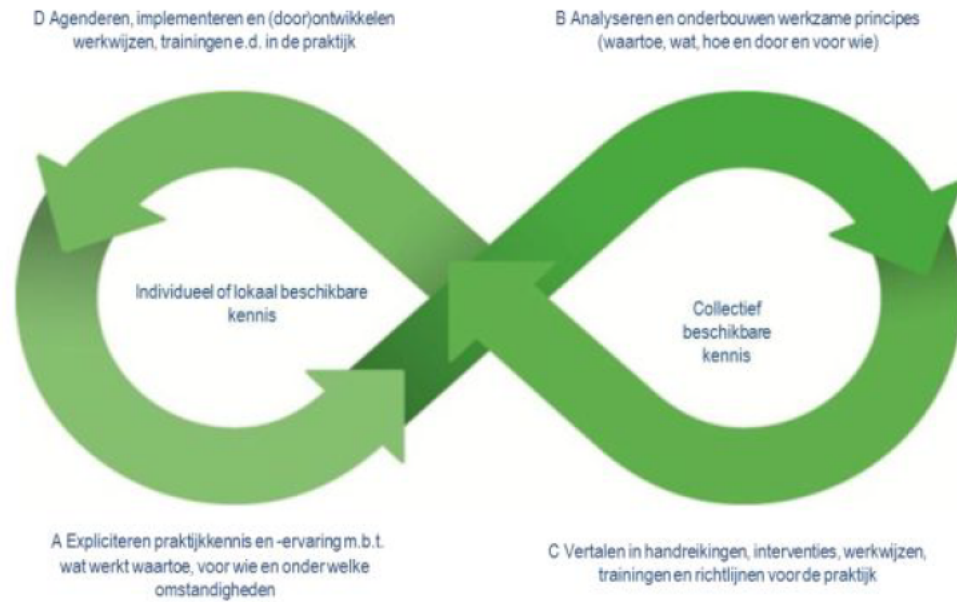 D Agenderen, implementeren en (door)ontwikkelen
werkwijzen, trainingen e.d. in de praktijk
B Analyseren en onderbouwen werkzame principes
(waartoe, wat, hoe en door en voor wie)
Individueel of lokaal beschikbare
kennis
Collectief
beschikbare
kennis
A Expliciteren praktijkkennis en -ervaring m.b.t.
wat werkt waartoe, voor wie en onder welke
omstandigheden
C Vertalen in handreikingen, interventies, werkwijzen,
trainingen en richtlijnen voor de praktijk